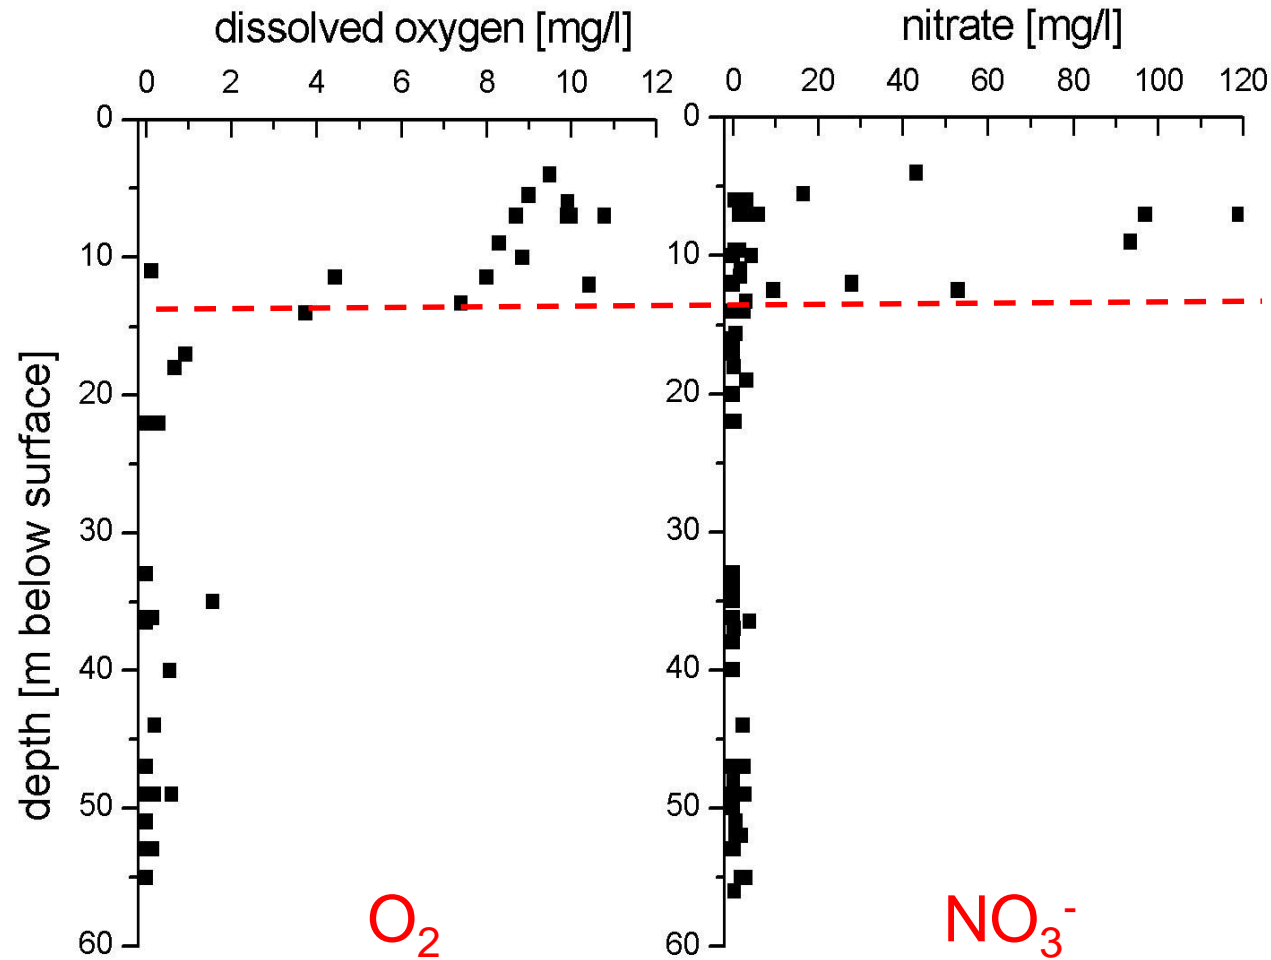 dissolved oxygen [mg/l]
nitrate [mg/l]
0 2 4 6 8 10 12
0 20 40 60 80 100 120
depth [m below surface]
0
10
20
30
40
50
60
0
10
20
30
40
50
60
O₂
NO₃⁻